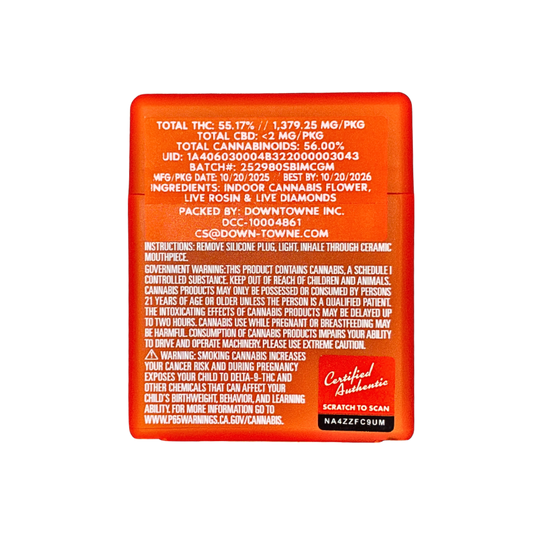 TOTAL THC: 55.17% // 1,379.25 MG/PKG
TOTAL CBD: <2 MG/PKG
TOTAL CANNABINOIDS: 56.00%
UID: 1A406030004B322000003043
BATCH#: 252980SBIMCGM
MFG/PKG DATE: 10/20/2025 BEST BY: 10/20/2026
INGREDIENTS: INDOOR CANNABIS FLOWER,
LIVE ROSIN & LIVE DIAMONDS
PACKED BY: DOWNTOWNE INC.
DCC-10004861
CS@DOWN-TOWNE.COM
INSTRUCTIONS: REMOVE SILICONE PLUG, LIGHT, INHALE THROUGH CERAMIC
MOUTHPIECE.
GOVERNMENT WARNING:THIS PRODUCT CONTAINS CANNABIS, A SCHEDULE I
CONTROLLED SUBSTANCE. KEEP OUT OF REACH OF CHILDREN AND ANIMALS.
CANNABIS PRODUCTS MAY ONLY BE POSSESSED OR CONSUMED BY PERSONS
21 YEARS OF AGE OR OLDER UNLESS THE PERSON IS A QUALIFIED PATIENT.
THE INTOXICATING EFFECTS OF CANNABIS PRODUCTS MAY BE DELAYED UP
TO TWO HOURS. CANNABIS USE WHILE PREGNANT OR BREASTFEEDING MAY
BE HARMFUL. CONSUMPTION OF CANNABIS PRODUCTS IMPAIRS YOUR ABILITY
TO DRIVE AND OPERATE MACHINERY. PLEASE USE EXTREME CAUTION.
⚠ WARNING: SMOKING CANNABIS INCREASES
YOUR CANCER RISK AND DURING PREGNANCY
EXPOSES YOUR CHILD TO DELTA-9-THC AND
OTHER CHEMICALS THAT CAN AFFECT YOUR
CHILD'S BIRTHWEIGHT, BEHAVIOR, AND LEARNING
ABILITY. FOR MORE INFORMATION GO TO
WWW.P65WARNINGS.CA.GOV/CANNABIS.
Certified
Authentic
SCRATCH TO SCAN
NA4ZZFC9UM